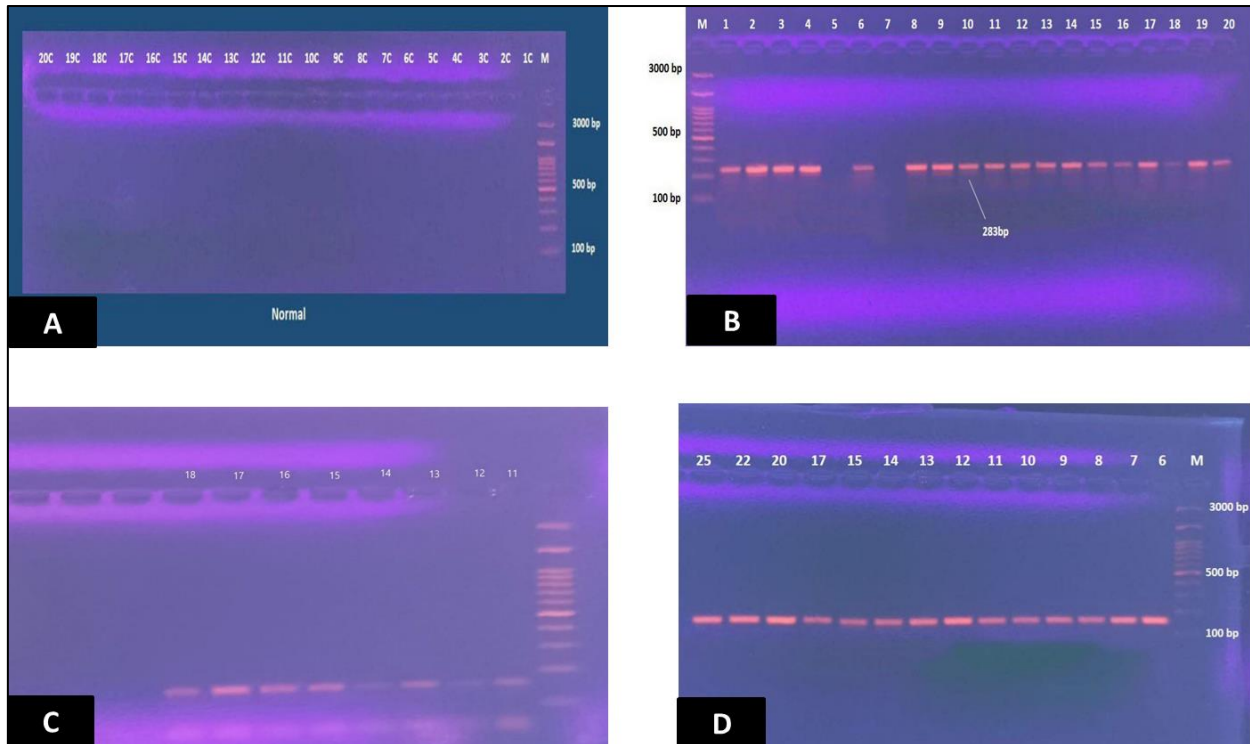 20C 19C 18C 17C 16C 15C 14C 13C 12C 11C 10C 9C 8C 7C 6C 5C 4C 3C 2C 1C M
3000 bp
500 bp
100 bp
Normal
A
M 1 2 3 4 5 6 7 8 9 10 11 12 13 14 15 16 17 18 19 20
3000 bp
500 bp
100 bp
283bp
B
18 17 16 15 14 13 12 11
C
25 22 20 17 15 14 13 12 11 10 9 8 7 6 M
3000 bp
500 bp
100 bp
D